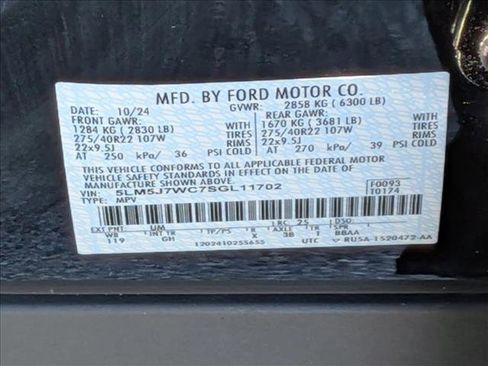 MFD. BY FORD MOTOR CO.
DATE: 10/24 GVWR: 2858 KG ( 6300 LB)
FRONT GAWR: REAR GAWR:
1284 KG ( 2830 LB) WITH 1670 KG ( 3681 LB) WITH
275/40R22 107W TIRES 275/40R22 107W TIRES
22x9.5J RIMS 22x9.5J RIMS
AT 250 kPa/ 36 PSI COLD AT 270 kPa/ 39 PSI COLD
THIS VEHICLE CONFORMS TO ALL APPLICABLE FEDERAL MOTOR
VEHICLE SAFETY STANDARDS IN EFFECT ON THE DATE OF
MANUFACTURE SHOWN ABOVE.
VIN: 5LM5J7WC7SGL11702 F0093
TYPE: MPV T0174
EXT PNT: UM RC: 25 DSO:
WB INT TR TP/PS R AXLE TR SPR
119 GH X 3B T BBAA
1202410255655 UTC RU5A-1520472-AA